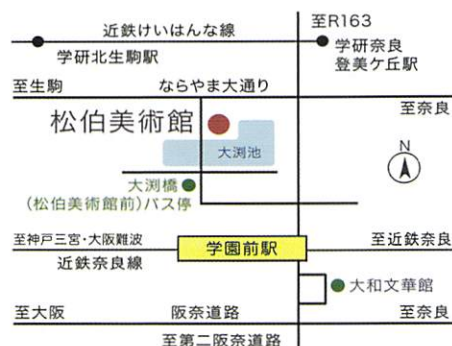 至R163
近鉄けいはんな線
学研北生駒駅
学研奈良
登美ケ丘駅
至生駒
ならやま大通り
至奈良
松伯美術館
大渕池
N
大渕橋
(松伯美術館前)バス停
至神戸三宮・大阪難波
学園前駅
至近鉄奈良
近鉄奈良線
大和文華館
至大阪
阪奈道路
至奈良
至第二阪奈道路